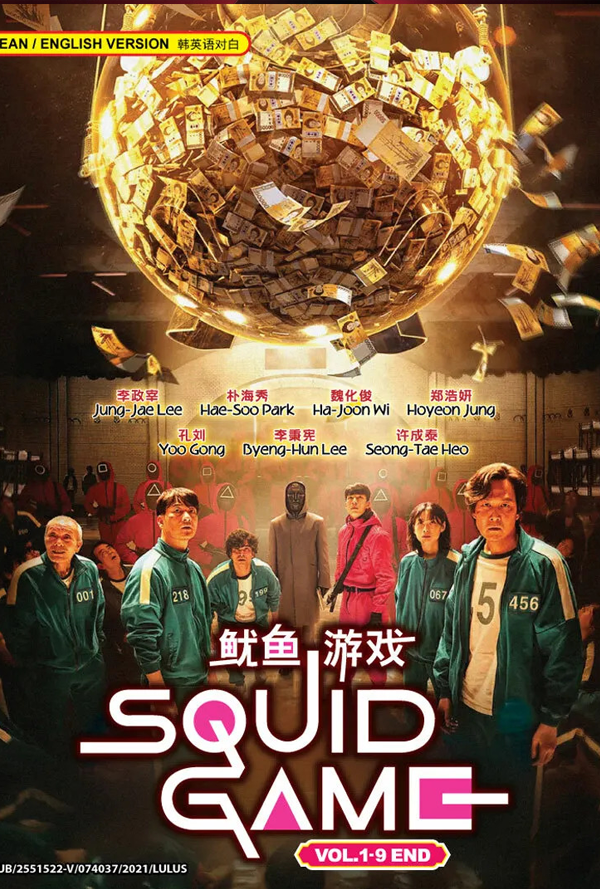 EAN / ENGLISH VERSION 韩英语对白
李政宰 朴海秀 魏化俊 郑浩妍
Jung-Jae Lee Hae-Soo Park Ha-Joon Wi Hoyeon Jung
孔刘 李秉宪 许成泰
Yoo Gong Byeng-Hun Lee Seong-Tae Heo
001 218 199 067 456
鱿鱼游戏
SQUID
GAME
VOL.1-9 END
UB/2551522-V/074037/2021/LULUS